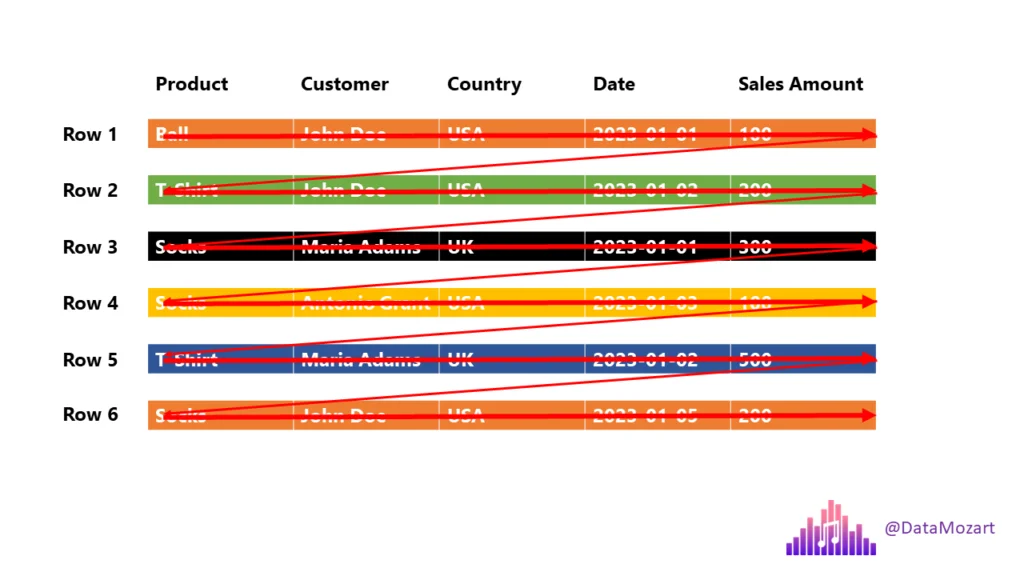 Product Customer Country Date Sales Amount
Row 1 Ball John Doe USA 2023-01-01 100
Row 2 T-Shirt John Doe USA 2023-01-02 200
Row 3 Socks Maria Adams UK 2023-01-01 300
Row 4 Socks Antonio Grant USA 2023-01-03 100
Row 5 T-Shirt Maria Adams UK 2023-01-02 500
Row 6 Socks John Doe USA 2023-01-05 200
@DataMozart